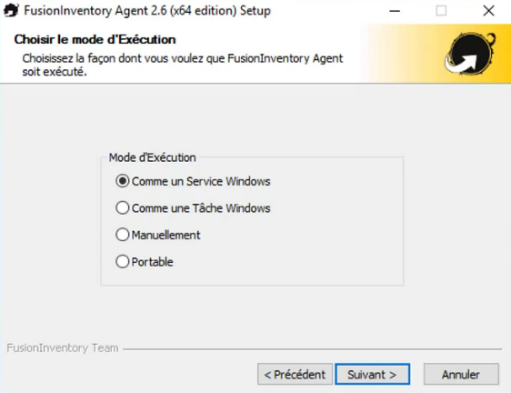 FusionInventory Agent 2.6 (x64 edition) Setup
Choisir le mode d'Exécution
Choisissez la façon dont vous voulez que FusionInventory Agent
soit exécuté.
Mode d'Exécution
Comme un Service Windows
Comme une Tâche Windows
Manuellement
Portable
FusionInventory Team
< Précédent Suivant > Annuler